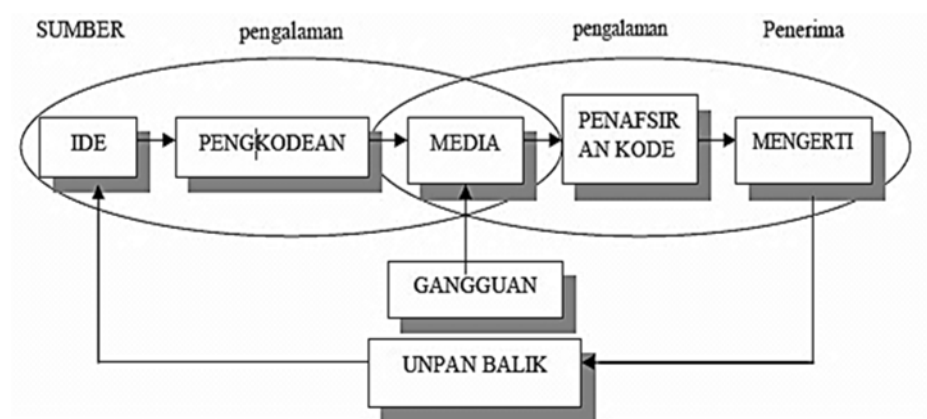 SUMBER
pengalaman
pengalaman
Penerima
IDE
PENGKODEAN
MEDIA
PENAFSIR
AN KODE
MENGERTI
GANGGUAN
UNPAN BALIK